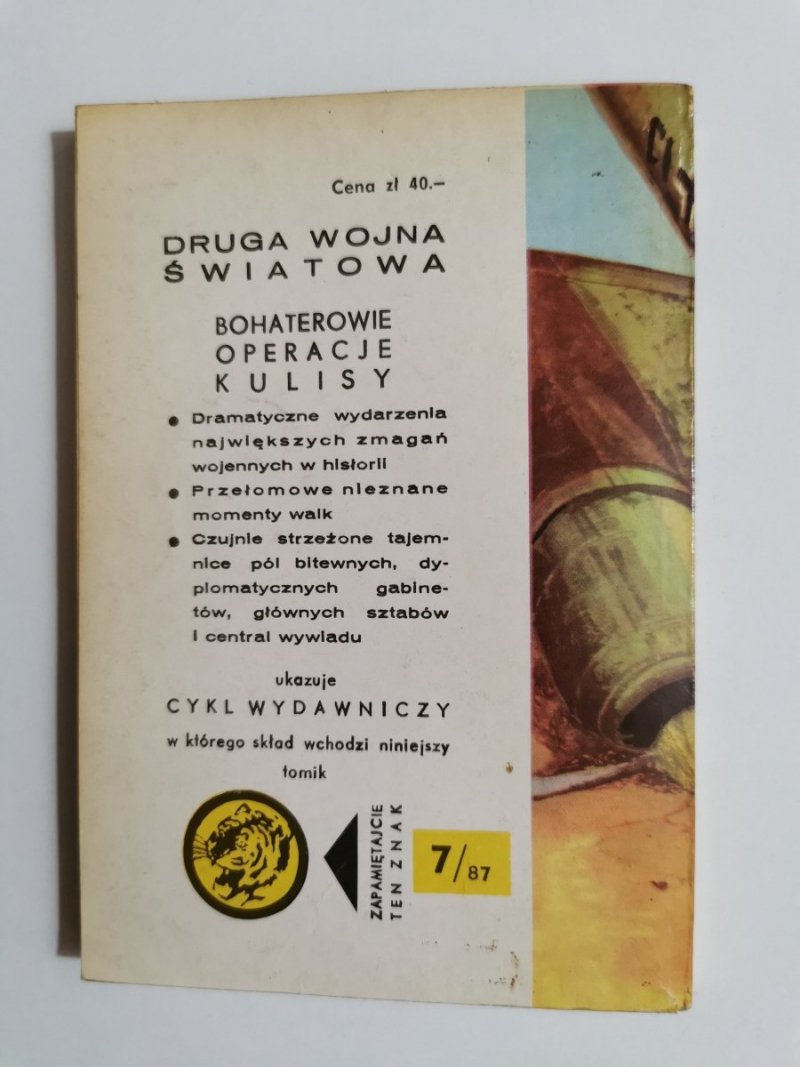 Cena zł 40.—
DRUGA WOJNA
ŚWIATOWA
BOHATEROWIE
OPERACJE
KULISY
● Dramatyczne wydarzenia
największych zmagań
wojennych w historii
● Przełomowe nieznane
momenty walk
● Czujnie strzeżone tajem-
nice pól bitewnych, dy-
plomatycznych gabine-
tów, głównych sztabów
i central wywiadu
ukazuje
CYKL WYDAWNICZY
w którego skład wchodzi niniejszy
tomik
ZAPAMIĘTAJCIE
TEN ZNAK
7/87